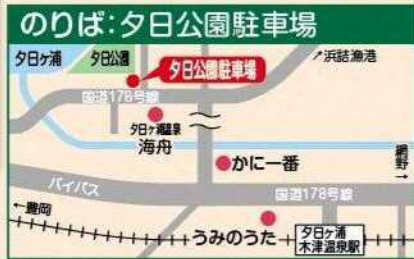 のりば:夕日公園駐車場
夕日ヶ浦
夕日公園
夕日公園駐車場
↗浜詰漁港
国道178号線
夕日ヶ浦温泉
海舟
かに一番
網野→
バイパス
国道178号線
←豊岡
うみのうた
夕日ヶ浦
木津温泉駅